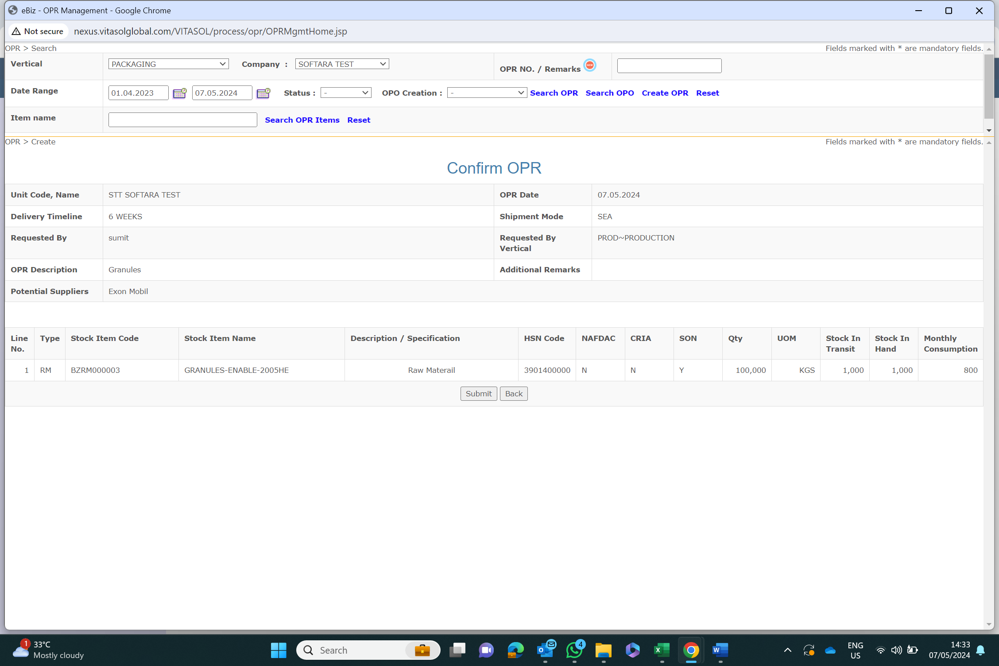 eBiz - OPR Management - Google Chrome
Not secure nexus.vitasolglobal.com/VITASOL/process/opr/OPRMgmtHome.jsp
OPR > Search Fields marked with * are mandatory fields.
Vertical PACKAGING Company : SOFTARA TEST OPR NO. / Remarks NEW
Date Range 01.04.2023 07.05.2024 Status : - OPO Creation : - Search OPR Search OPO Create OPR Reset
Item name Search OPR Items Reset
OPR > Create Fields marked with * are mandatory fields.
Confirm OPR
Unit Code, Name STT SOFTARA TEST OPR Date 07.05.2024
Delivery Timeline 6 WEEKS Shipment Mode SEA
Requested By sumit Requested By Vertical PROD~PRODUCTION
OPR Description Granules Additional Remarks
Potential Suppliers Exon Mobil
Line No. Type Stock Item Code Stock Item Name Description / Specification HSN Code NAFDAC CRIA SON Qty UOM Stock In Transit Stock In Hand Monthly Consumption
1 RM BZRM000003 GRANULES-ENABLE-2005HE Raw Materail 3901400000 N N Y 100,000 KGS 1,000 1,000 800
Submit Back
1 33°C Mostly cloudy Search 4 ENG US 14:33 07/05/2024